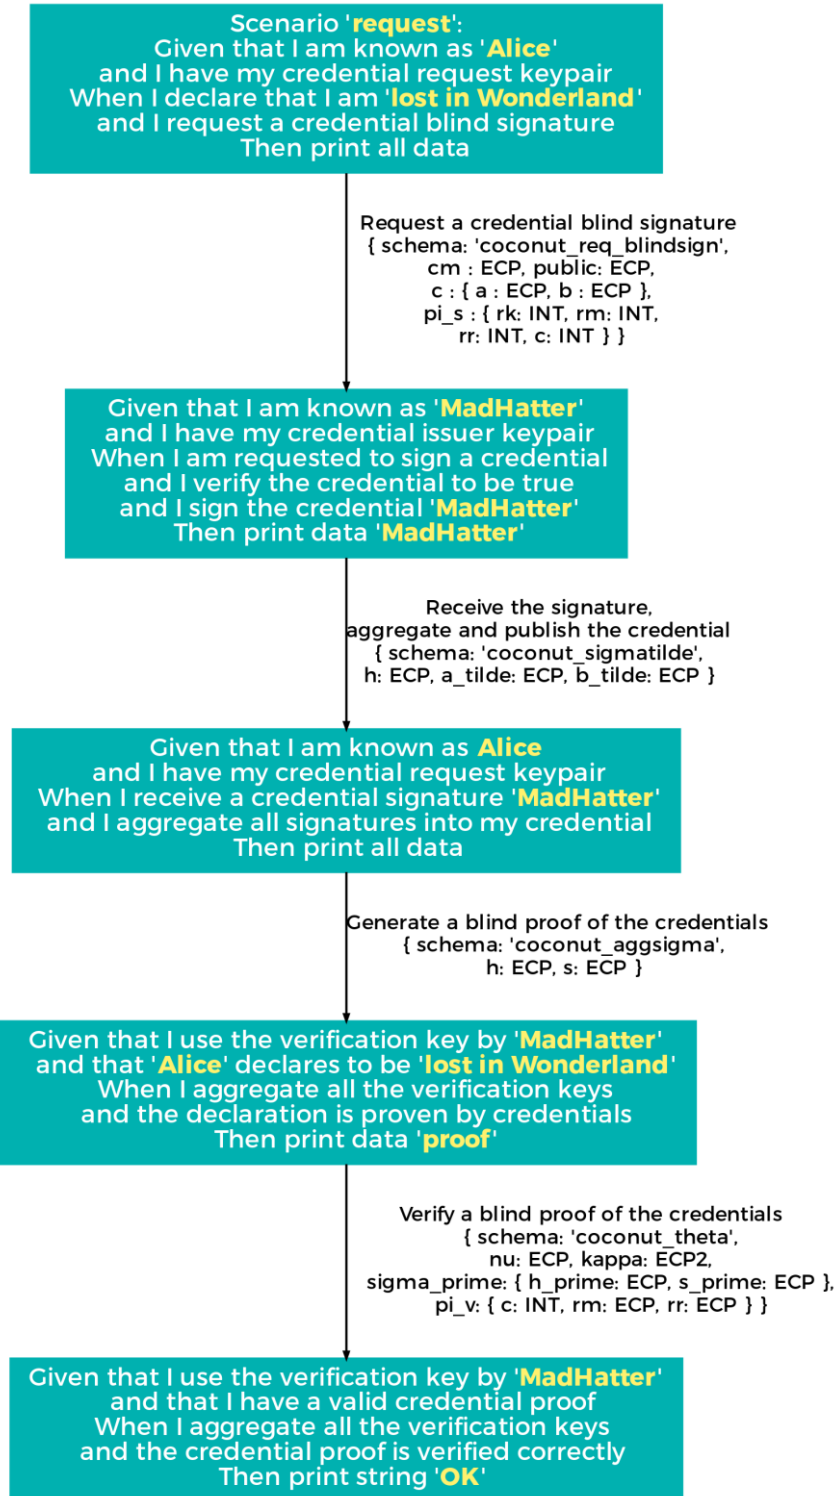 Scenario 'request':
Given that I am known as 'Alice'
and I have my credential request keypair
When I declare that I am 'lost in Wonderland'
and I request a credential blind signature
Then print all data
Request a credential blind signature
{ schema: 'coconut_req_blindsign',
cm : ECP, public: ECP,
c : { a : ECP, b : ECP },
pi_s : { rk: INT, rm: INT,
rr: INT, c: INT } }
Given that I am known as 'MadHatter'
and I have my credential issuer keypair
When I am requested to sign a credential
and I verify the credential to be true
and I sign the credential 'MadHatter'
Then print data 'MadHatter'
Receive the signature,
aggregate and publish the credential
{ schema: 'coconut_sigmatilde',
h: ECP, a_tilde: ECP, b_tilde: ECP }
Given that I am known as Alice
and I have my credential request keypair
When I receive a credential signature 'MadHatter'
and I aggregate all signatures into my credential
Then print all data
Generate a blind proof of the credentials
{ schema: 'coconut_aggsigma',
h: ECP, s: ECP }
Given that I use the verification key by 'MadHatter'
and that 'Alice' declares to be 'lost in Wonderland'
When I aggregate all the verification keys
and the declaration is proven by credentials
Then print data 'proof'
Verify a blind proof of the credentials
{ schema: 'coconut_theta',
nu: ECP, kappa: ECP2,
sigma_prime: { h_prime: ECP, s_prime: ECP },
pi_v: { c: INT, rm: ECP, rr: ECP } }
Given that I use the verification key by 'MadHatter'
and that I have a valid credential proof
When I aggregate all the verification keys
and the credential proof is verified correctly
Then print string 'OK'